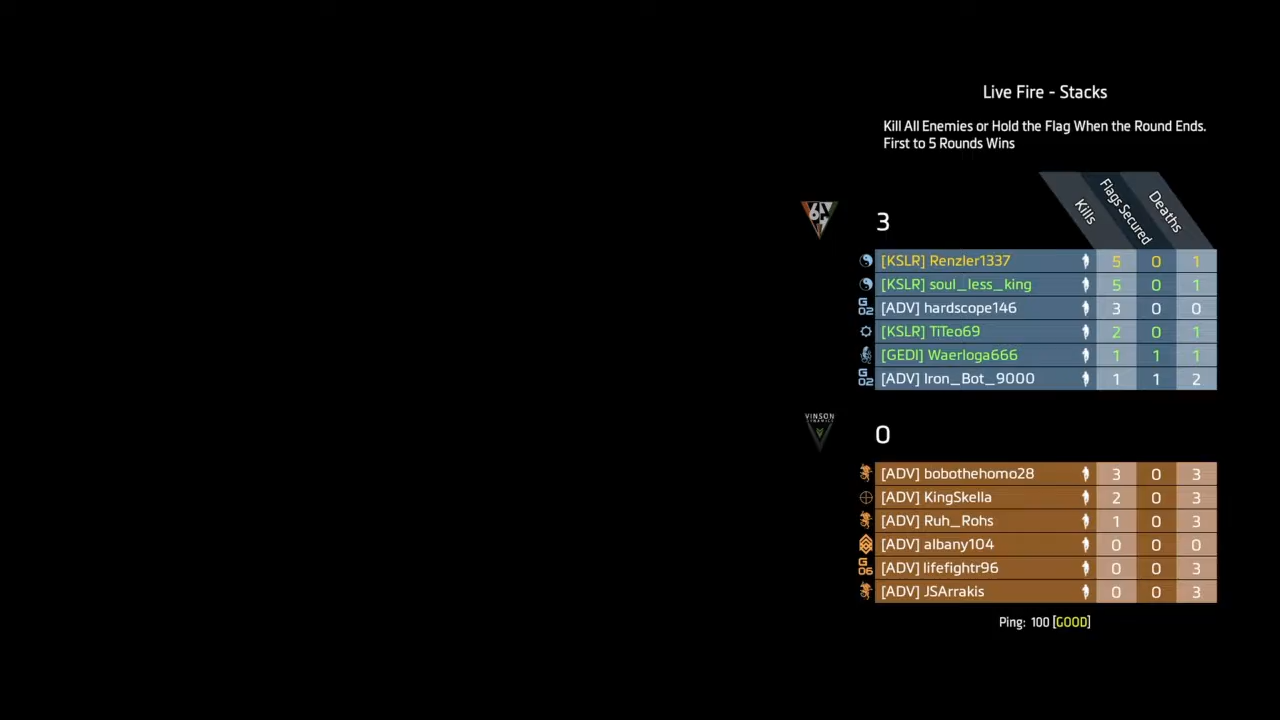 Live Fire - Stacks
Kill All Enemies or Hold the Flag When the Round Ends.
First to 5 Rounds Wins
Kills Flags Secured Deaths
3
[KSLR] Renzler1337 5 0 1
[KSLR] soul_less_king 5 0 1
G 02 [ADV] hardscope146 3 0 0
[KSLR] TiTeo69 2 0 1
[GEDI] Waerloga666 1 1 1
G 02 [ADV] Iron_Bot_9000 1 1 2
VINSON
0
[ADV] bobothehomo28 3 0 3
[ADV] KingSkella 2 0 3
[ADV] Ruh_Rohs 1 0 3
[ADV] albany104 0 0 0
G 06 [ADV] lifefightr96 0 0 3
[ADV] JSArrakis 0 0 3
Ping: 100 [GOOD]